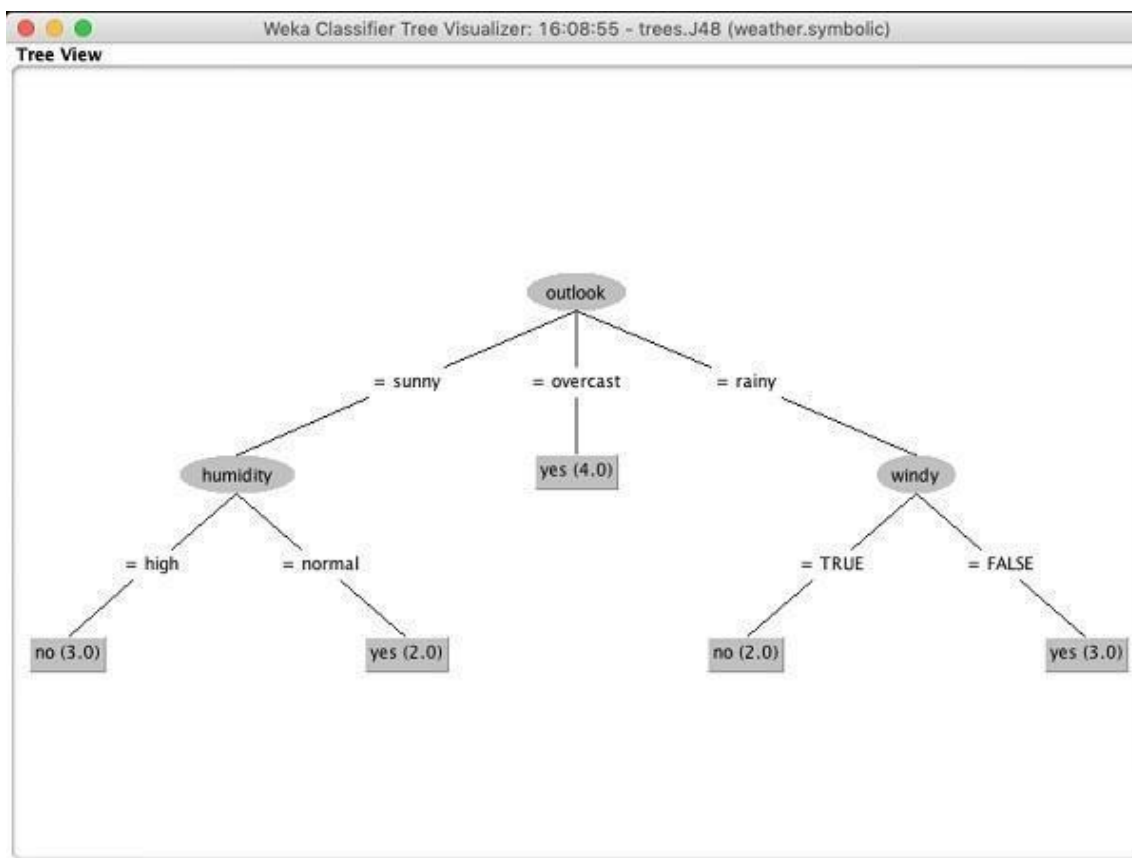 Weka Classifier Tree Visualizer: 16:08:55 - trees.J48 (weather.symbolic)
Tree View
outlook
= sunny = overcast = rainy
humidity yes (4.0) windy
= high = normal = TRUE = FALSE
no (3.0) yes (2.0) no (2.0) yes (3.0)